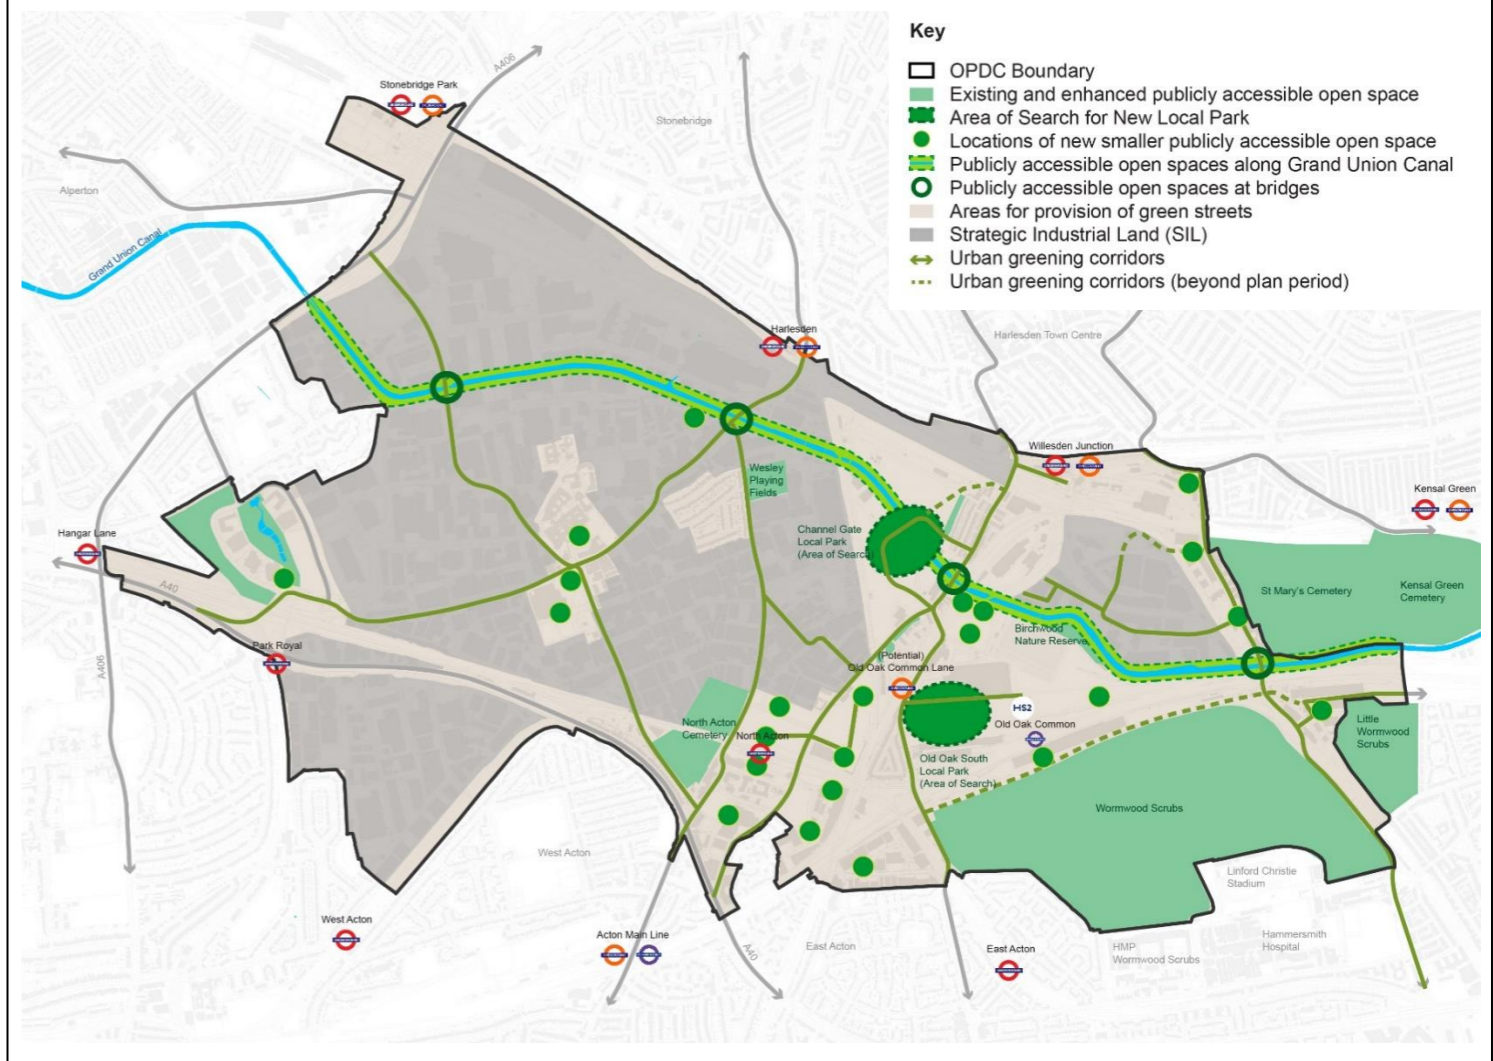 Key
OPDC Boundary
Existing and enhanced publicly accessible open space
Area of Search for New Local Park
Locations of new smaller publicly accessible open space
Publicly accessible open spaces along Grand Union Canal
Publicly accessible open spaces at bridges
Areas for provision of green streets
Strategic Industrial Land (SIL)
Urban greening corridors
Urban greening corridors (beyond plan period)
A406
Stonebridge Park
Stonebridge
Alperton
Grand Union Canal
Harlesden
Harlesden Town Centre
Willesden Junction
Wesley
Playing
Fields
Kensal Green
Hangar Lane
Channel Gate
Local Park
(Area of Search)
A40
St Mary's Cemetery
Kensal Green
Cemetery
Birchwood
Nature Reserve
Park Royal
A406
(Potential)
Old Oak Common Lane
HS2
Old Oak Common
North Acton
Cemetery
North Acton
Little
Wormwood
Scrubs
Old Oak South
Local Park
(Area of Search)
Wormwood Scrubs
West Acton
Linford Christie
Stadium
West Acton
Acton Main Line
A40
East Acton
East Acton
HMP
Wormwood Scrubs
Hammersmith
Hospital